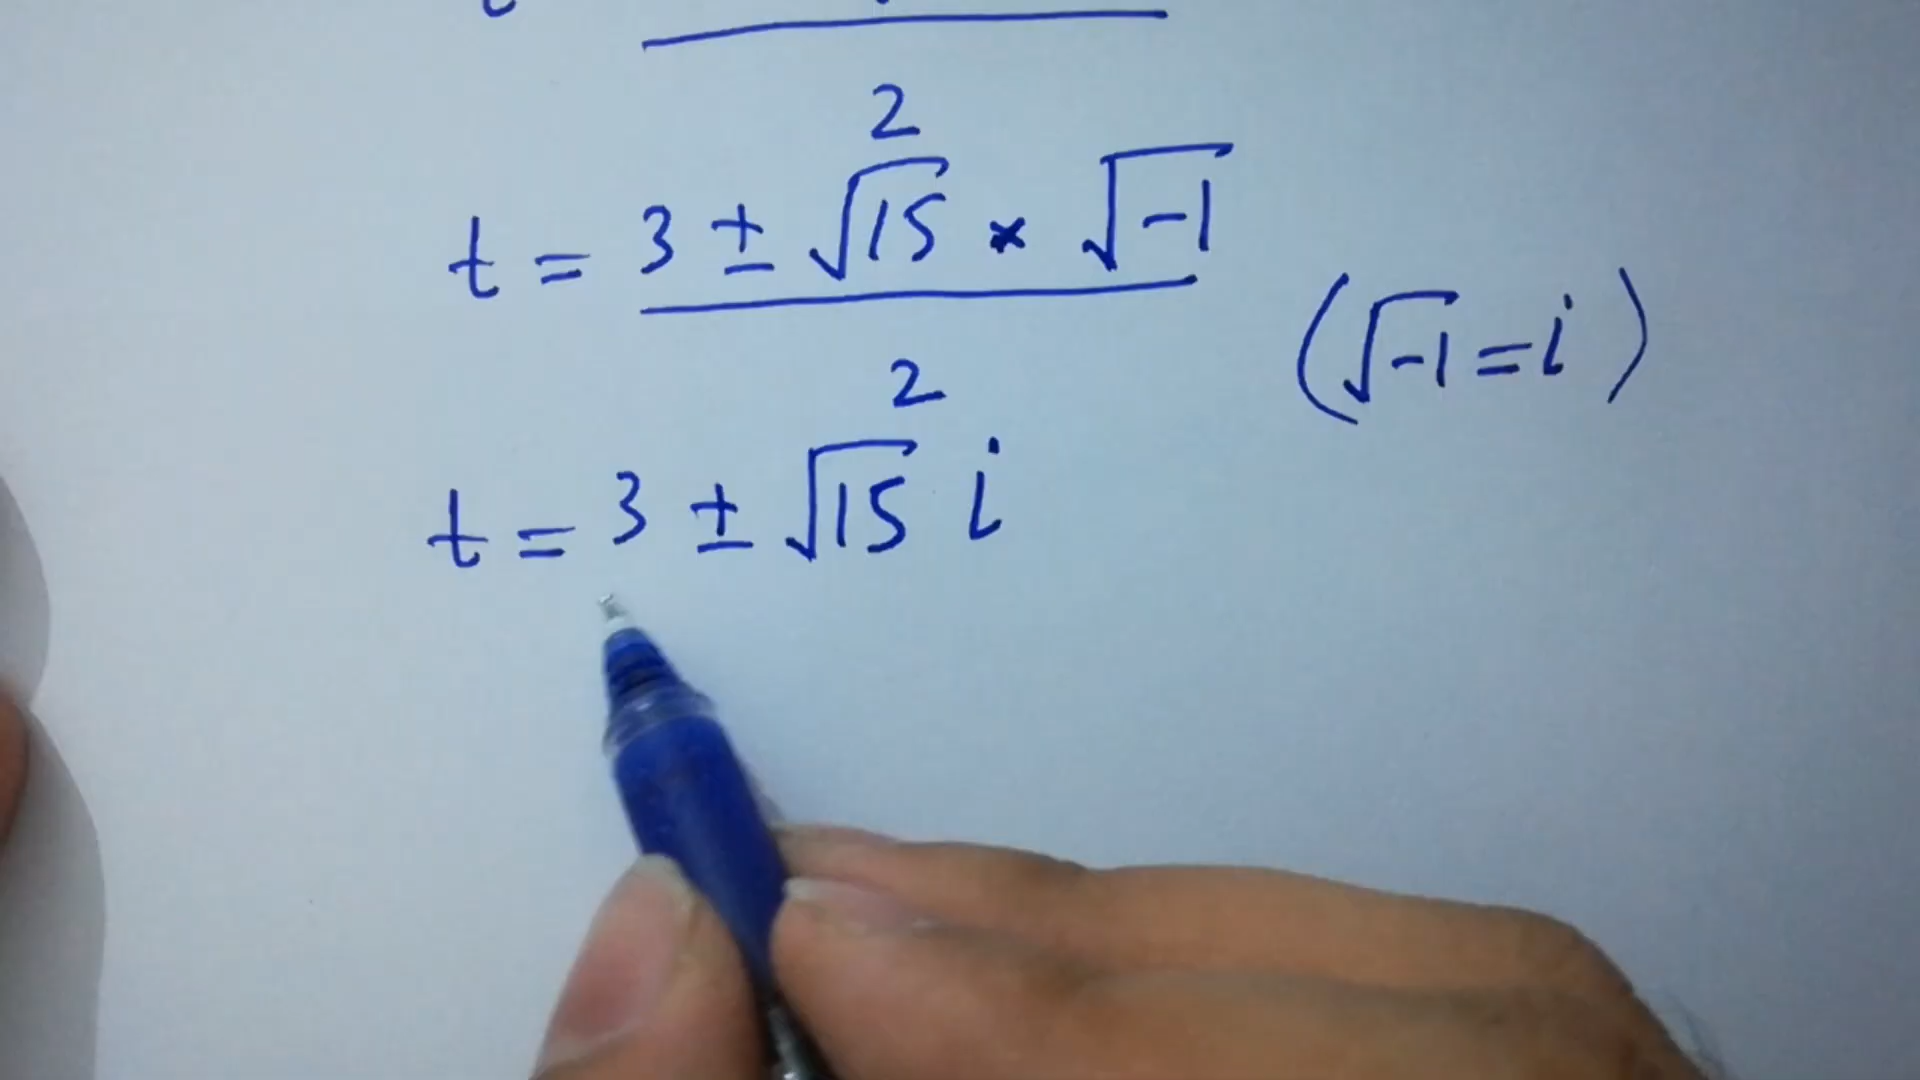 2
t = 3 ± √15 × √-1
2
(√-1 = i)
t = 3 ± √15 i